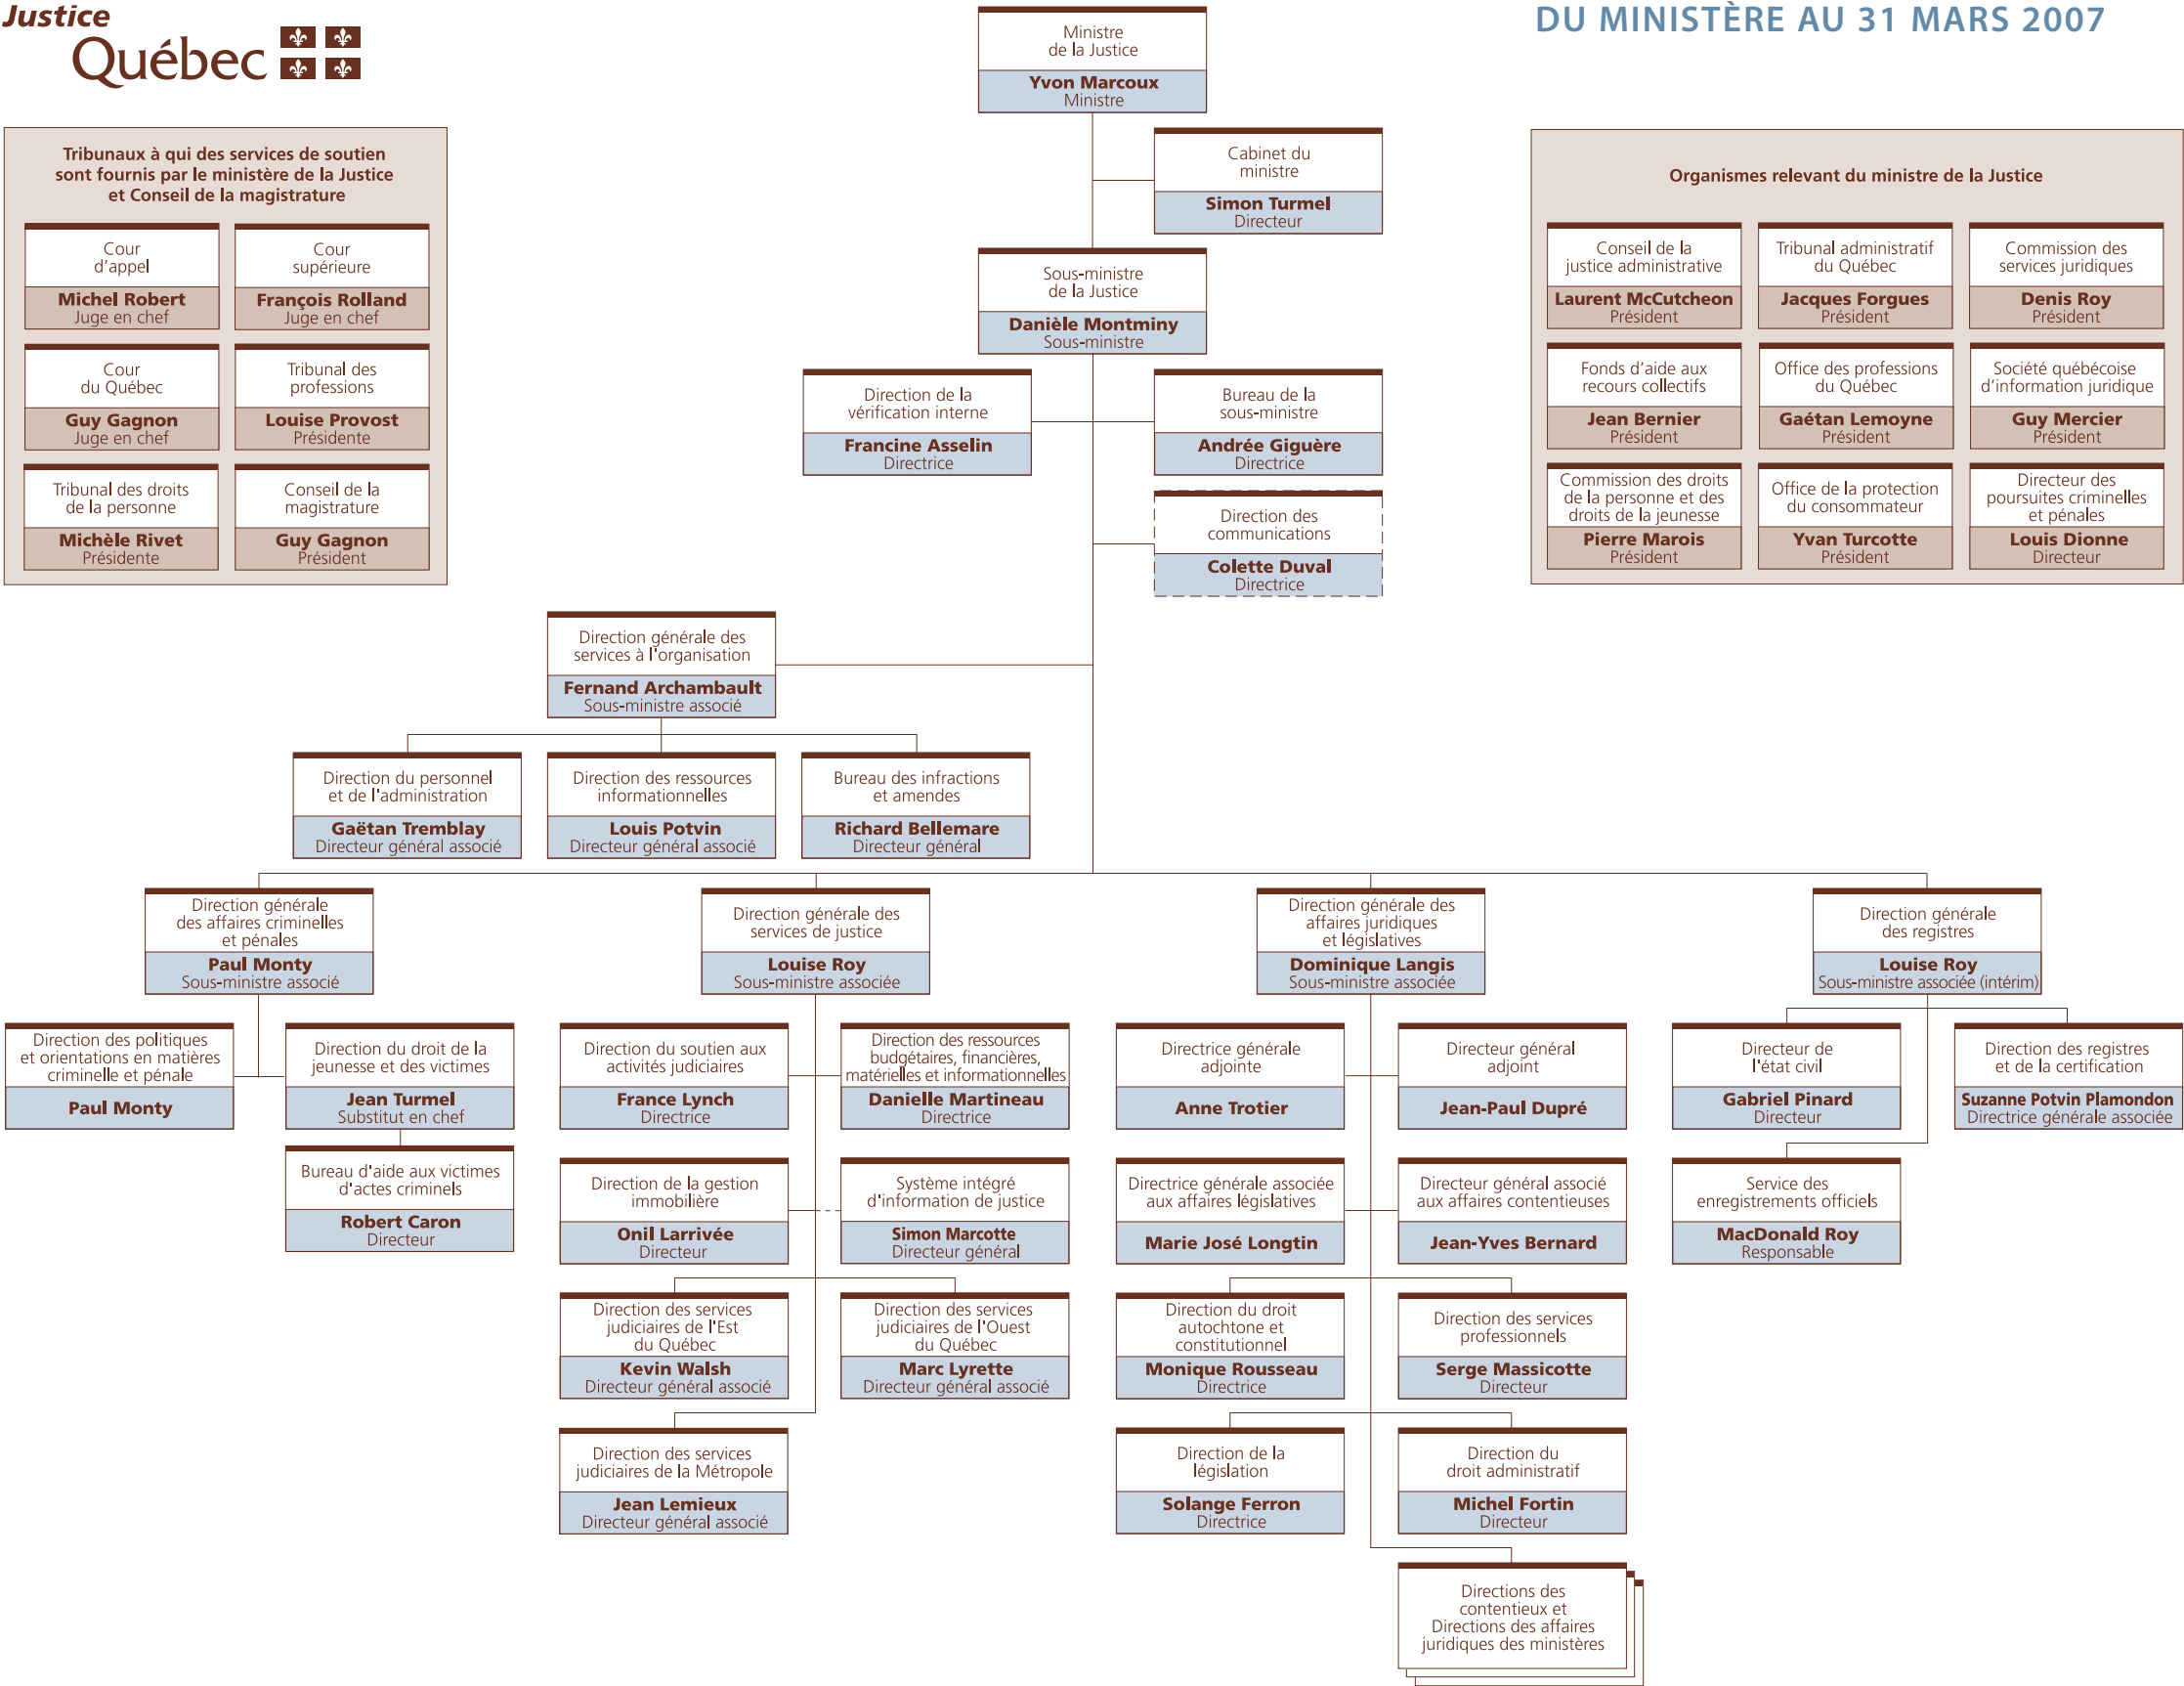 Justice
Québec
DU MINISTÈRE AU 31 MARS 2007
Ministre
de la Justice
Yvon Marcoux
Ministre
Cabinet du
ministre
Simon Turmel
Directeur
Sous-ministre
de la Justice
Danièle Montminy
Sous-ministre
Direction de la
vérification interne
Francine Asselin
Directrice
Bureau de la
sous-ministre
Andrée Giguère
Directrice
Direction des
communications
Colette Duval
Directrice
Tribunaux à qui des services de soutien
sont fournis par le ministère de la Justice
et Conseil de la magistrature
Cour
d'appel
Michel Robert
Juge en chef
Cour
supérieure
François Rolland
Juge en chef
Cour
du Québec
Guy Gagnon
Juge en chef
Tribunal des
professions
Louise Provost
Présidente
Tribunal des droits
de la personne
Michèle Rivet
Présidente
Conseil de la
magistrature
Guy Gagnon
Président
Organismes relevant du ministre de la Justice
Conseil de la
justice administrative
Laurent McCutcheon
Président
Tribunal administratif
du Québec
Jacques Forgues
Président
Commission des
services juridiques
Denis Roy
Président
Fonds d'aide aux
recours collectifs
Jean Bernier
Président
Office des professions
du Québec
Gaétan Lemoyne
Président
Société québécoise
d'information juridique
Guy Mercier
Président
Commission des droits
de la personne et des
droits de la jeunesse
Pierre Marois
Président
Office de la protection
du consommateur
Yvan Turcotte
Président
Directeur des
poursuites criminelles
et pénales
Louis Dionne
Directeur
Direction générale des
services à l'organisation
Fernand Archambault
Sous-ministre associé
Direction du personnel
et de l'administration
Gaëtan Tremblay
Directeur général associé
Direction des ressources
informationnelles
Louis Potvin
Directeur général associé
Bureau des infractions
et amendes
Richard Bellemare
Directeur général
Direction générale
des affaires criminelles
et pénales
Paul Monty
Sous-ministre associé
Direction des politiques
et orientations en matières
criminelle et pénale
Paul Monty
Direction du droit de la
jeunesse et des victimes
Jean Turmel
Substitut en chef
Bureau d'aide aux victimes
d'actes criminels
Robert Caron
Directeur
Direction générale des
services de justice
Louise Roy
Sous-ministre associée
Direction du soutien aux
activités judiciaires
France Lynch
Directrice
Direction des ressources
budgétaires, financières,
matérielles et informationnelles
Danielle Martineau
Directrice
Direction de la gestion
immobilière
Onil Larrivée
Directeur
Système intégré
d'information de justice
Simon Marcotte
Directeur général
Direction des services
judiciaires de l'Est
du Québec
Kevin Walsh
Directeur général associé
Direction des services
judiciaires de l'Ouest
du Québec
Marc Lyrette
Directeur général associé
Direction des services
judiciaires de la Métropole
Jean Lemieux
Directeur général associé
Direction générale des
affaires juridiques
et législatives
Dominique Langis
Sous-ministre associée
Directrice générale
adjointe
Anne Trotier
Directeur général
adjoint
Jean-Paul Dupré
Directrice générale associée
aux affaires législatives
Marie José Longtin
Directeur général associé
aux affaires contentieuses
Jean-Yves Bernard
Direction du droit
autochtone et
constitutionnel
Monique Rousseau
Directrice
Direction des services
professionnels
Serge Massicotte
Directeur
Direction de la
législation
Solange Ferron
Directrice
Direction du
droit administratif
Michel Fortin
Directeur
Directions des
contentieux et
Directions des affaires
juridiques des ministères
Direction générale
des registres
Louise Roy
Sous-ministre associée (intérim)
Directeur de
l'état civil
Gabriel Pinard
Directeur
Direction des registres
et de la certification
Suzanne Potvin Plamondon
Directrice générale associée
Service des
enregistrements officiels
MacDonald Roy
Responsable